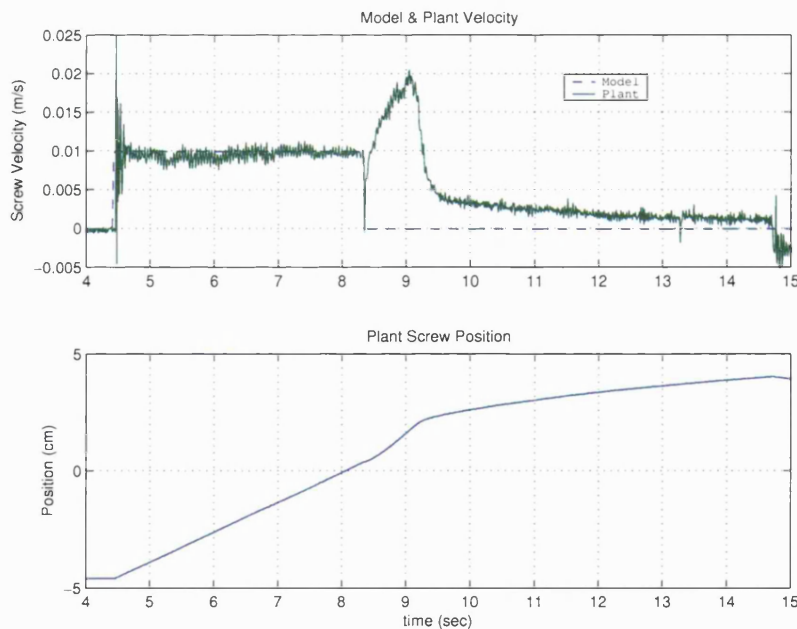 Model & Plant Velocity
0.025
0.02
0.015
0.01
0.005
0
−0.005
Screw Velocity (m/s)
Model
Plant
4 5 6 7 8 9 10 11 12 13 14 15
Plant Screw Position
5
0
−5
Position (cm)
4 5 6 7 8 9 10 11 12 13 14 15
time (sec)